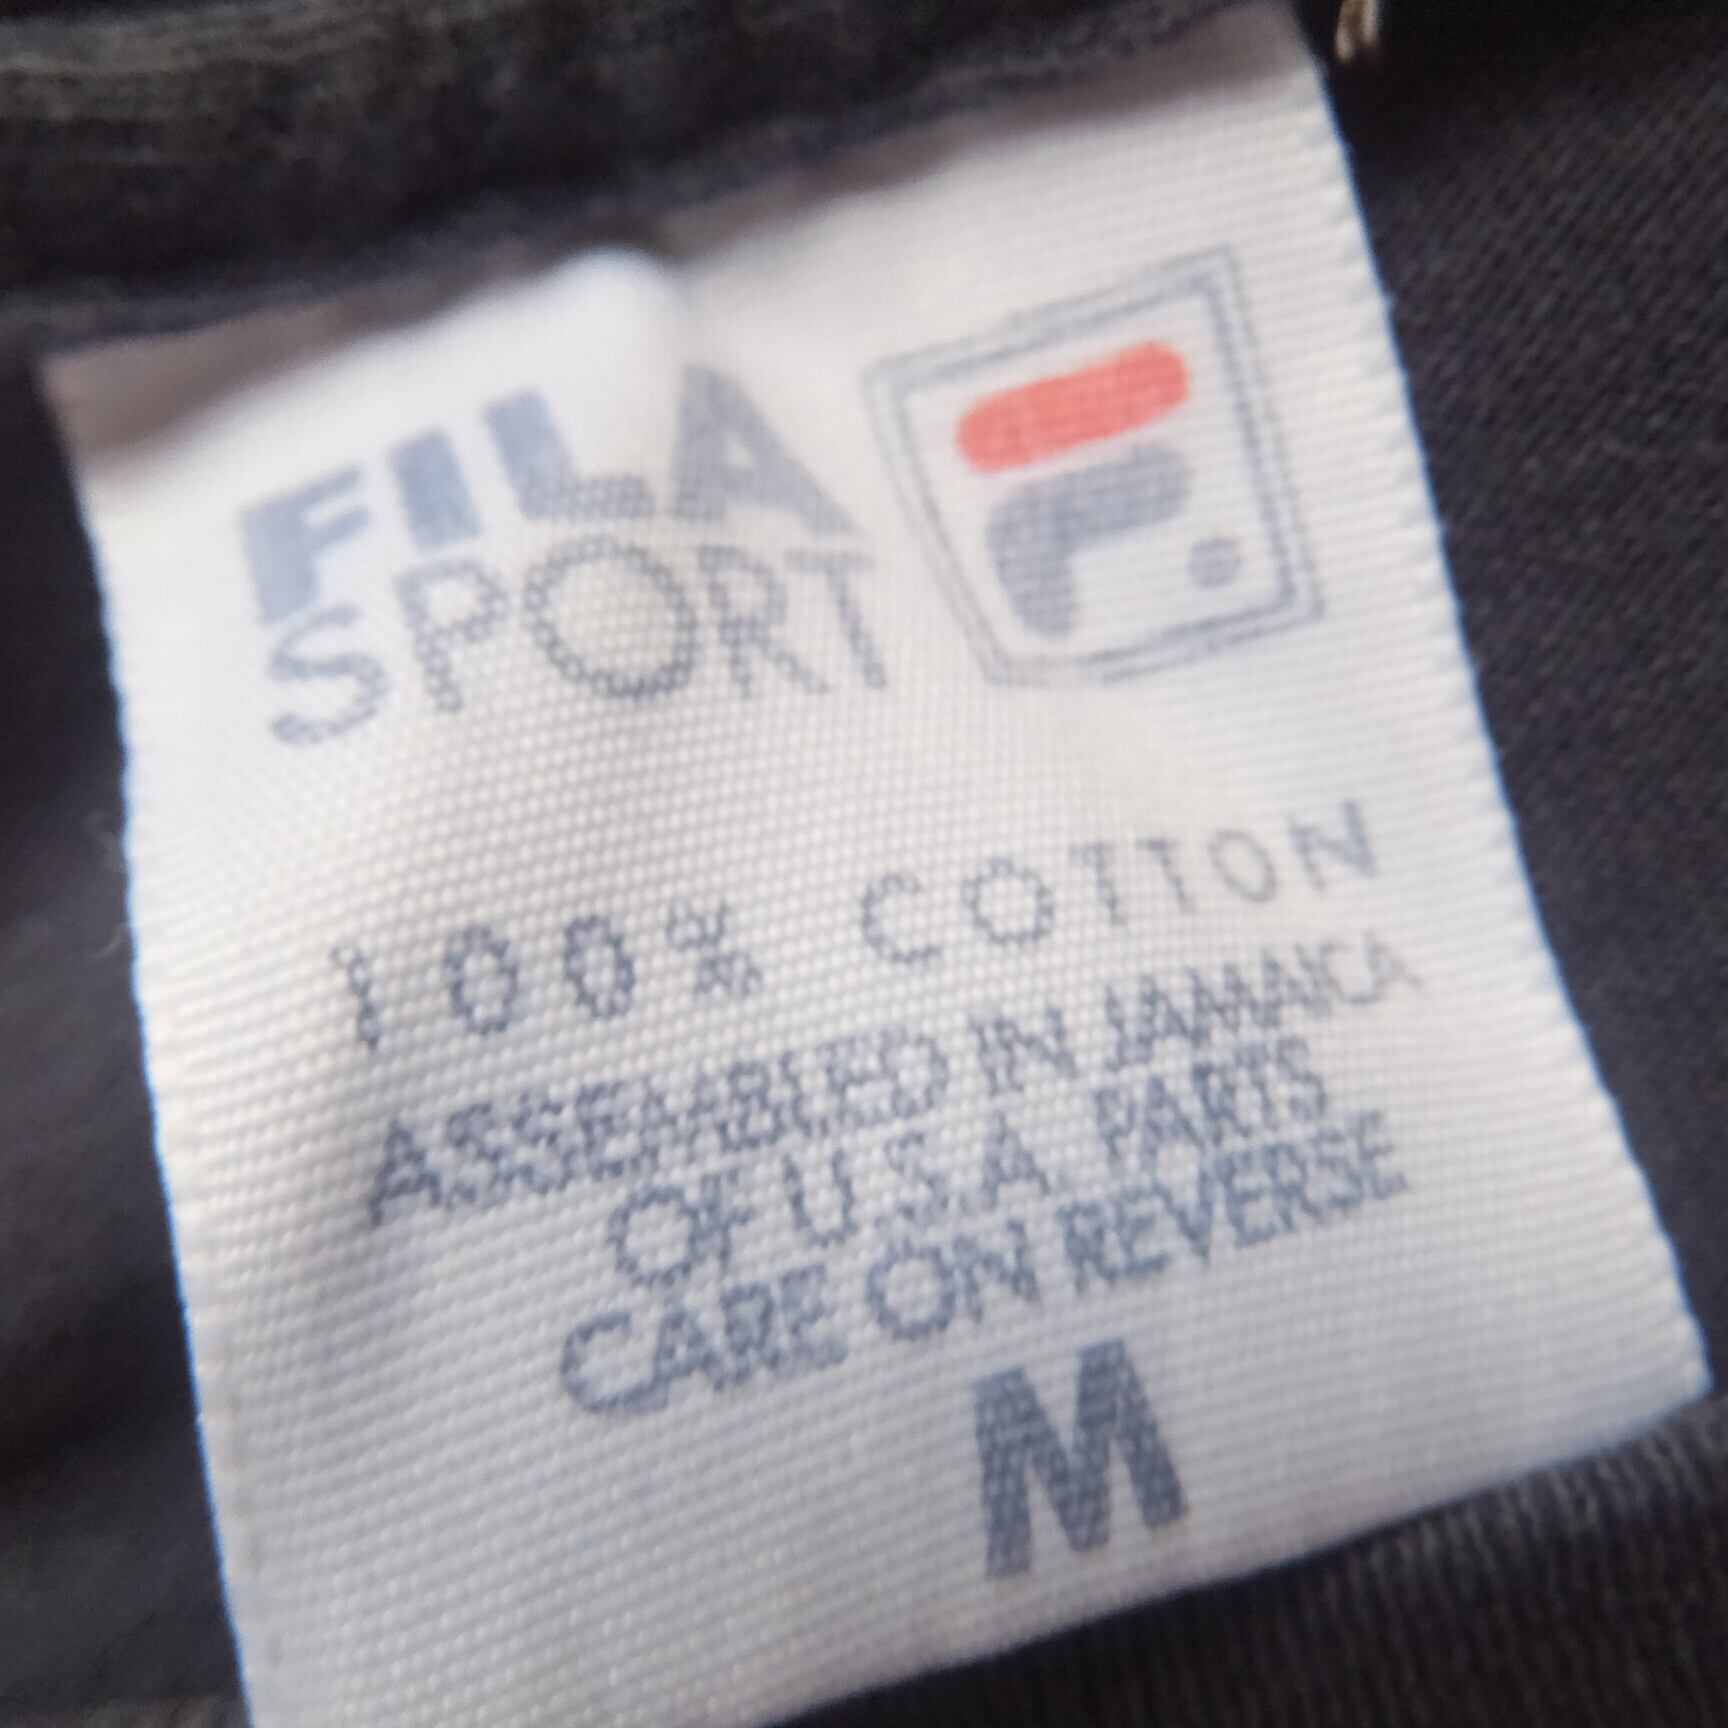 FILA
SPORT
F
100% COTTON
ASSEMBLED IN JAMAICA
OF U.S.A. PARTS
CARE ON REVERSE
M